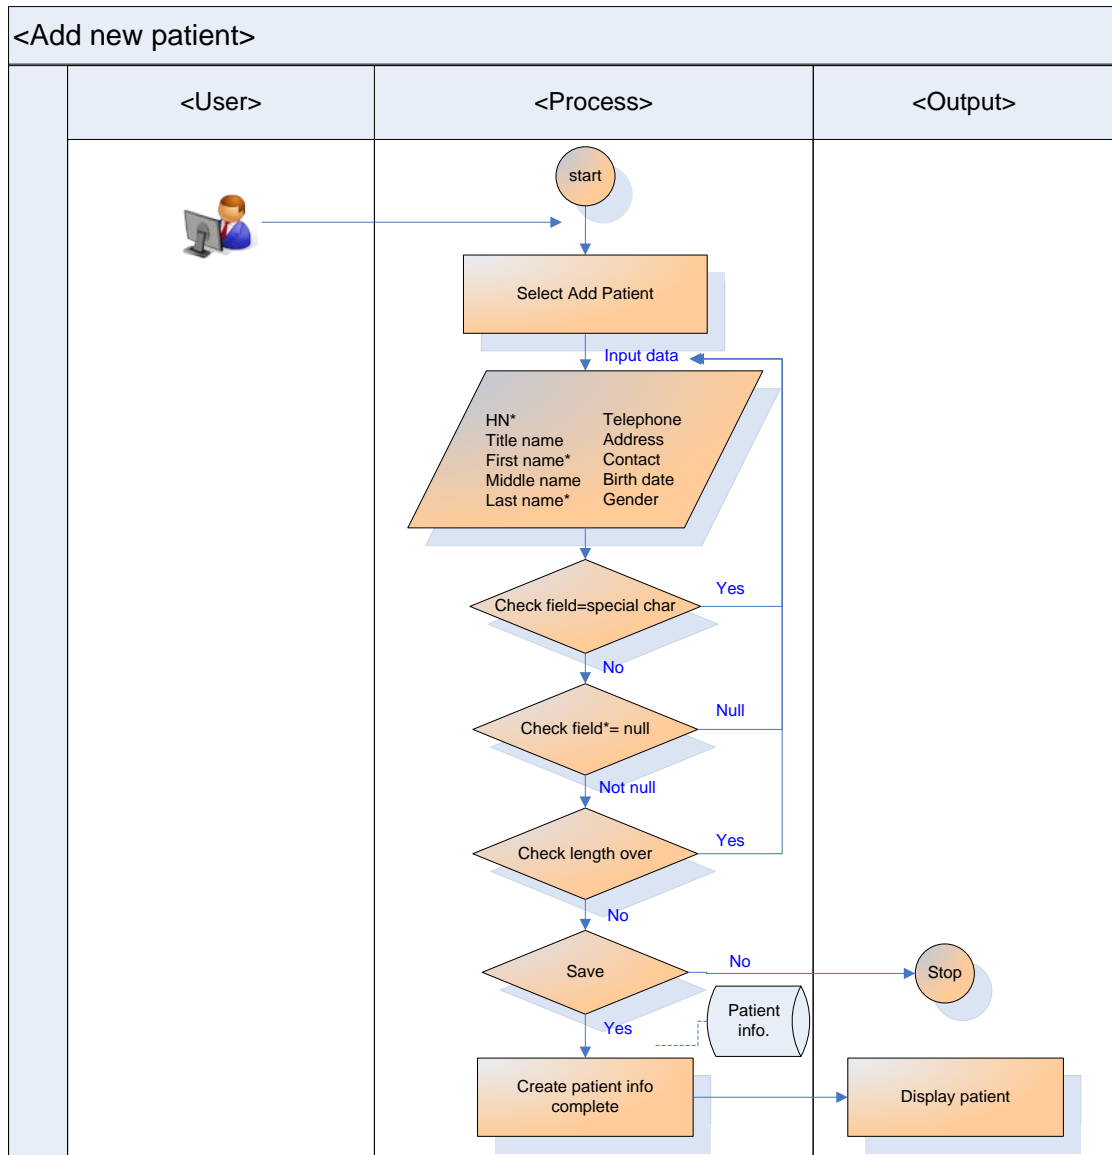 <Add new patient>
<User>
<Process>
<Output>
start
Select Add Patient
Input data
HN*
Title name
First name*
Middle name
Last name*
Telephone
Address
Contact
Birth date
Gender
Check field=special char
Yes
No
Check field*= null
Null
Not null
Check length over
Yes
No
Save
No
Stop
Yes
Patient
info.
Create patient info
complete
Display patient